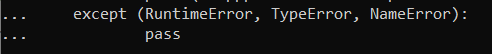 ...     except (RuntimeError, TypeError, NameError):
...         pass